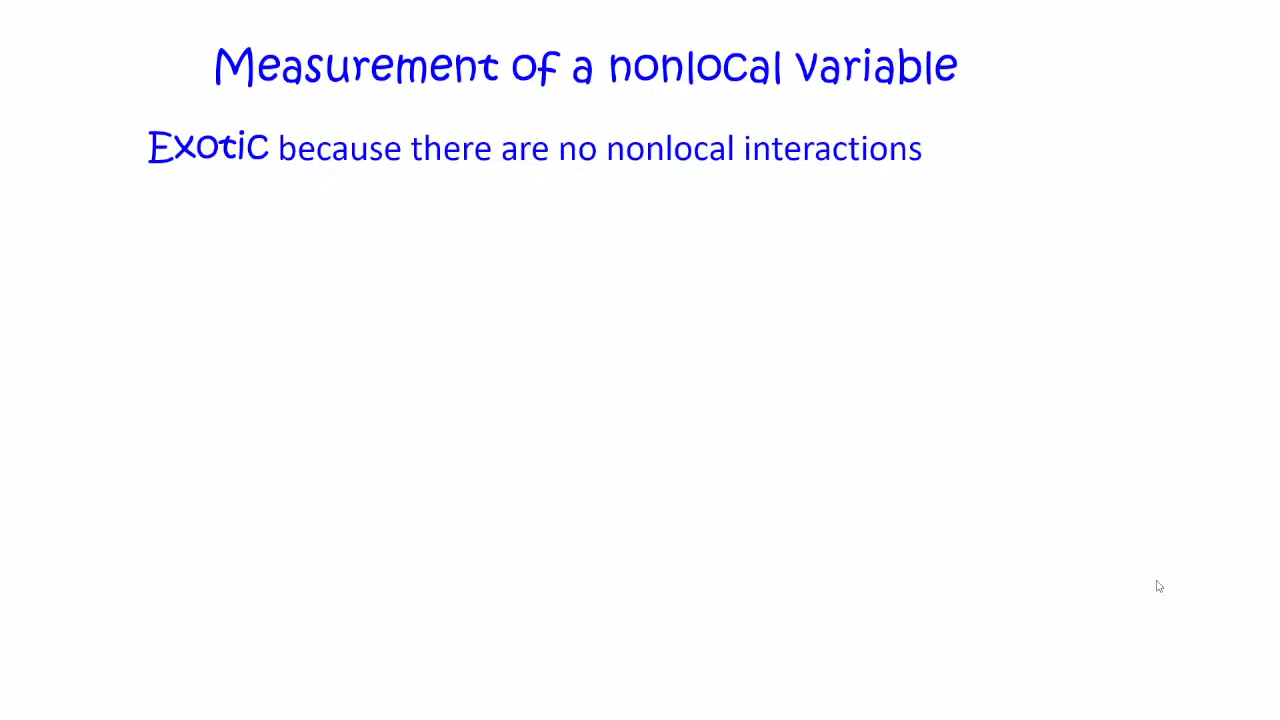 Measurement of a nonlocal variable
Exotic because there are no nonlocal interactions